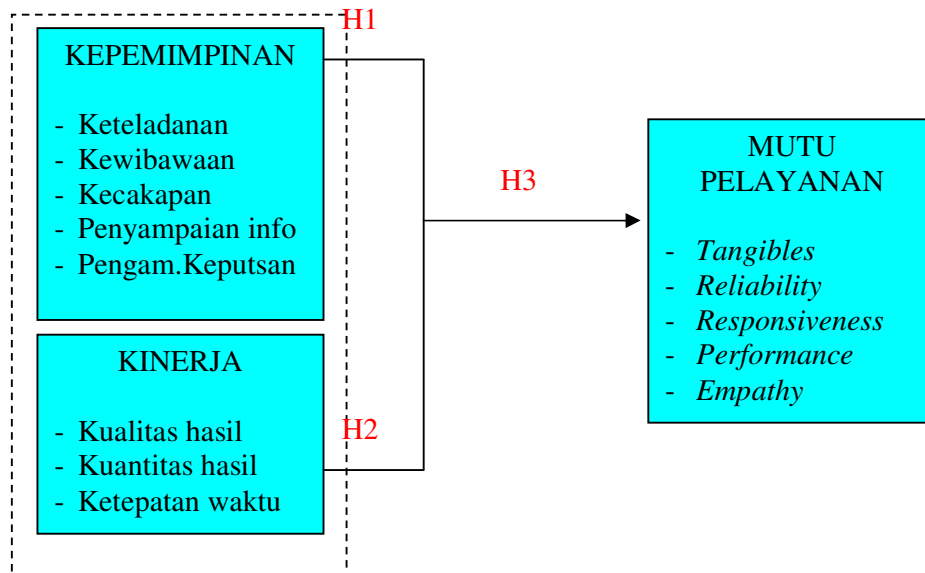 H1
KEPEMIMPINAN
- Keteladanan
- Kewibawaan
- Kecakapan
- Penyampaian info
- Pengam.Keputsan
KINERJA
- Kualitas hasil
- Kuantitas hasil
- Ketepatan waktu
H2
H3
MUTU
PELAYANAN
- Tangibles
- Reliability
- Responsiveness
- Performance
- Empathy